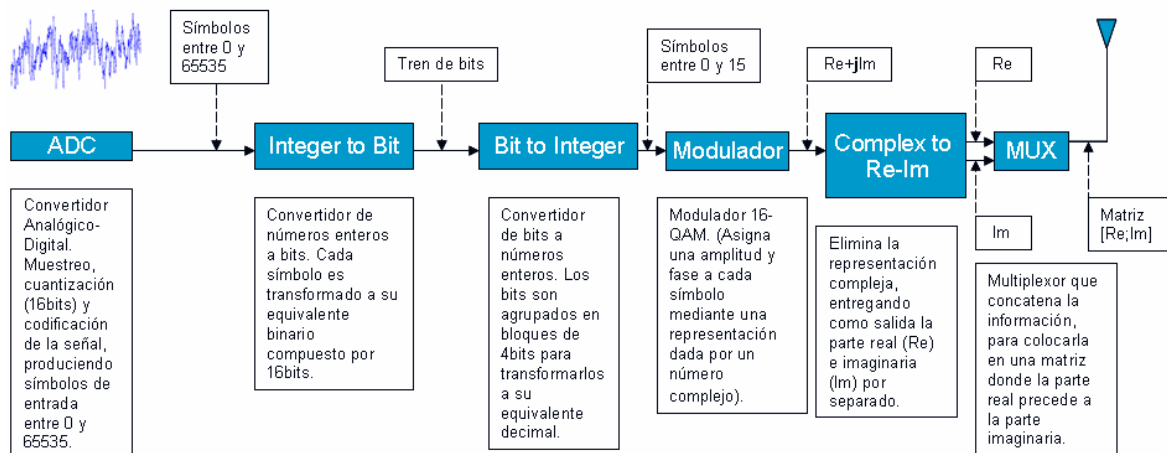 Símbolos
entre 0 y
65535
Tren de bits
Símbolos
entre 0 y 15
Re+jIm
Re
ADC
Integer to Bit
Bit to Integer
Modulador
Complex to
Re-Im
MUX
Im
Matriz
[Re;Im]
Convertidor
Analógico-
Digital.
Muestreo,
cuantización
(16bits) y
codificación
de la señal,
produciendo
símbolos de
entrada
entre 0 y
65535.
Convertidor de
números enteros
a bits. Cada
símbolo es
transformado a su
equivalente
binario
compuesto por
16bits.
Convertidor
de bits a
números
enteros. Los
bits son
agrupados en
bloques de
4bits para
transformarlos
a su
equivalente
decimal.
Modulador 16-
QAM. (Asigna
una amplitud y
fase a cada
símbolo
mediante una
representación
dada por un
número
complejo).
Elimina la
representación
compleja,
entregando
como salida la
parte real (Re)
e imaginaria
(Im) por
separado.
Multiplexor que
concatena la
información,
para colocarla
en una matriz
donde la parte
real precede a
la parte
imaginaria.